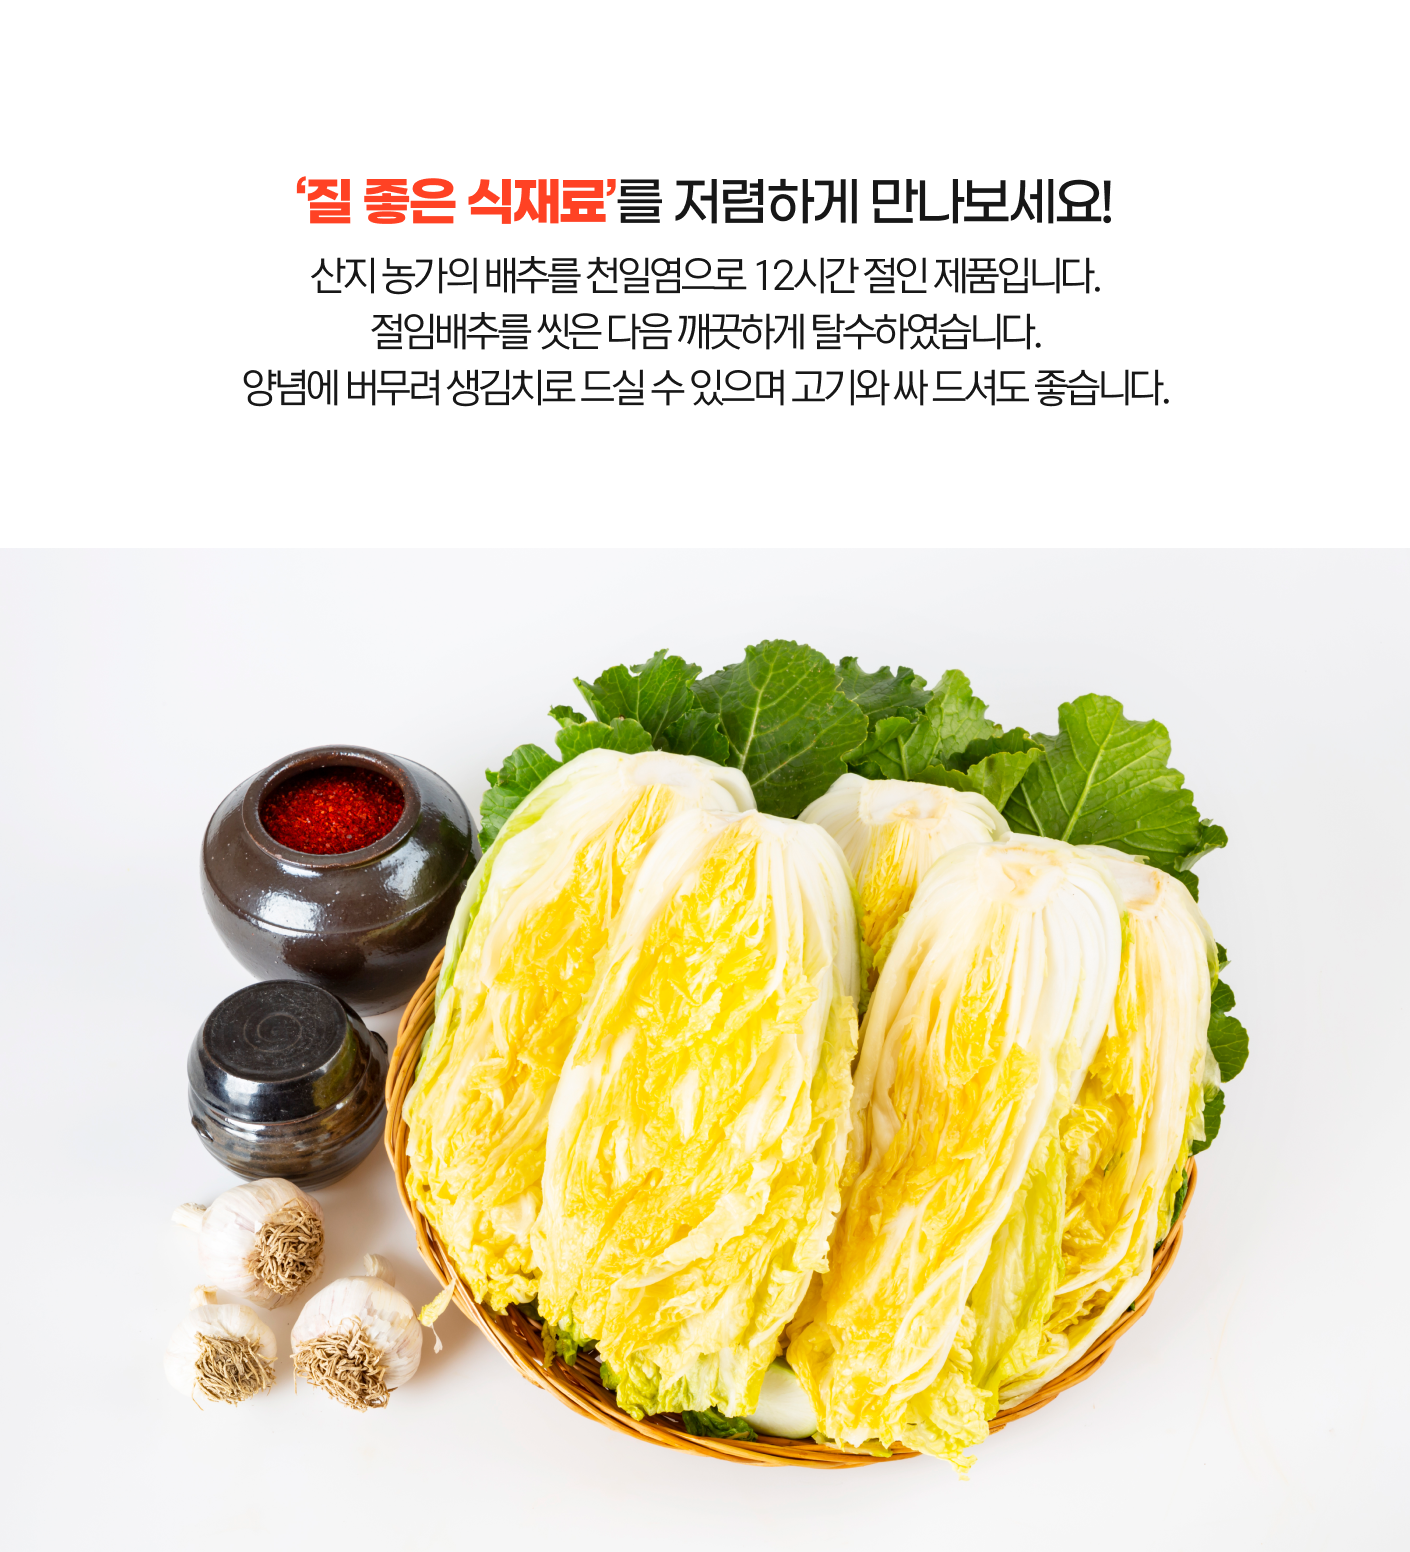 ‘질 좋은 식재료’를 저렴하게 만나보세요!
산지 농가의 배추를 천일염으로 12시간 절인 제품입니다.
절임배추를 씻은 다음 깨끗하게 탈수하였습니다.
양념에 버무려 생김치로 드실 수 있으며 고기와 싸 드셔도 좋습니다.